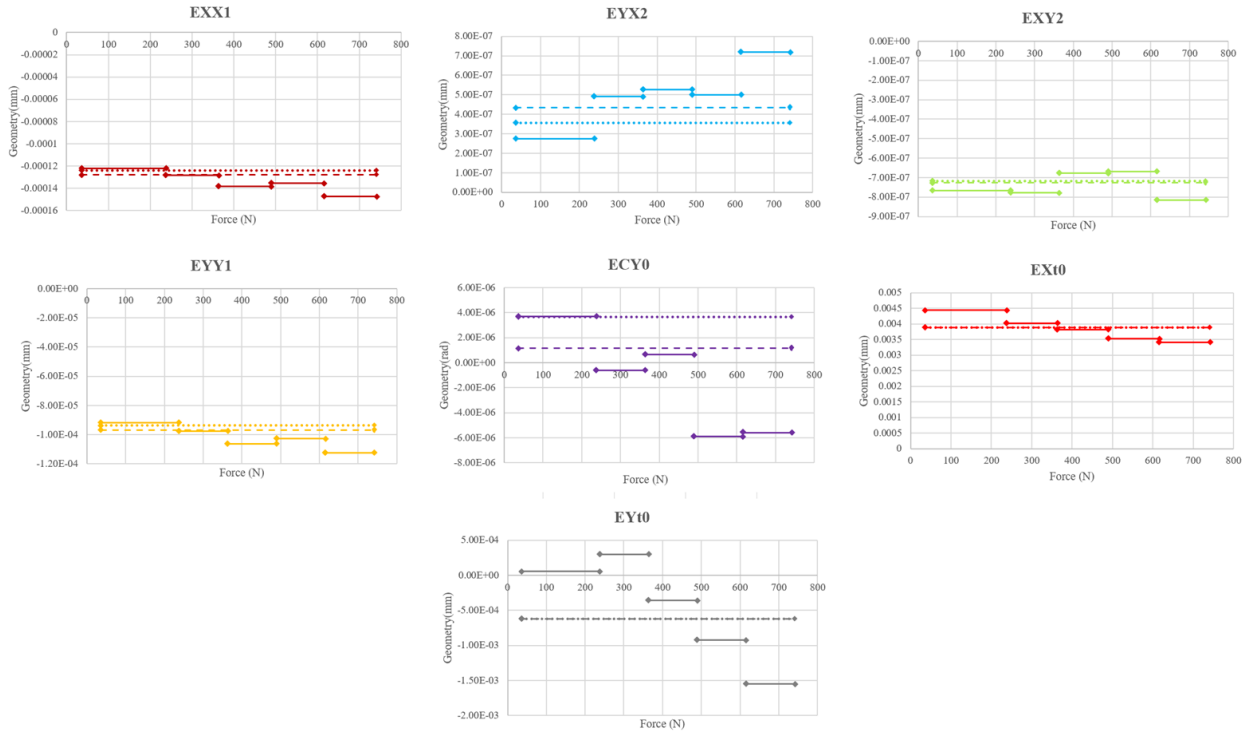 EXX1
0
0 100 200 300 400 500 600 700 800
-0.00002
-0.00004
-0.00006
-0.00008
-0.0001
-0.00012
-0.00014
-0.00016
Geometry(mm)
Force (N)
EYX2
8.00E-07
7.00E-07
6.00E-07
5.00E-07
4.00E-07
3.00E-07
2.00E-07
1.00E-07
0.00E+00
0 100 200 300 400 500 600 700 800
Geometry(mm)
Force (N)
EXY2
0.00E+00
0 100 200 300 400 500 600 700 800
-1.00E-07
-2.00E-07
-3.00E-07
-4.00E-07
-5.00E-07
-6.00E-07
-7.00E-07
-8.00E-07
-9.00E-07
Geometry(mm)
Force (N)
EYY1
0.00E+00
0 100 200 300 400 500 600 700 800
-2.00E-05
-4.00E-05
-6.00E-05
-8.00E-05
-1.00E-04
-1.20E-04
Geometry(mm)
Force (N)
ECY0
6.00E-06
4.00E-06
2.00E-06
0.00E+00
0 100 200 300 400 500 600 700 800
-2.00E-06
-4.00E-06
-6.00E-06
-8.00E-06
Geometry(rad)
Force (N)
EXt0
0.005
0.0045
0.004
0.0035
0.003
0.0025
0.002
0.0015
0.001
0.0005
0
0 100 200 300 400 500 600 700 800
Geometry(mm)
Force (N)
EYt0
5.00E-04
0.00E+00
0 100 200 300 400 500 600 700 800
-5.00E-04
-1.00E-03
-1.50E-03
-2.00E-03
Geometry(mm)
Force (N)